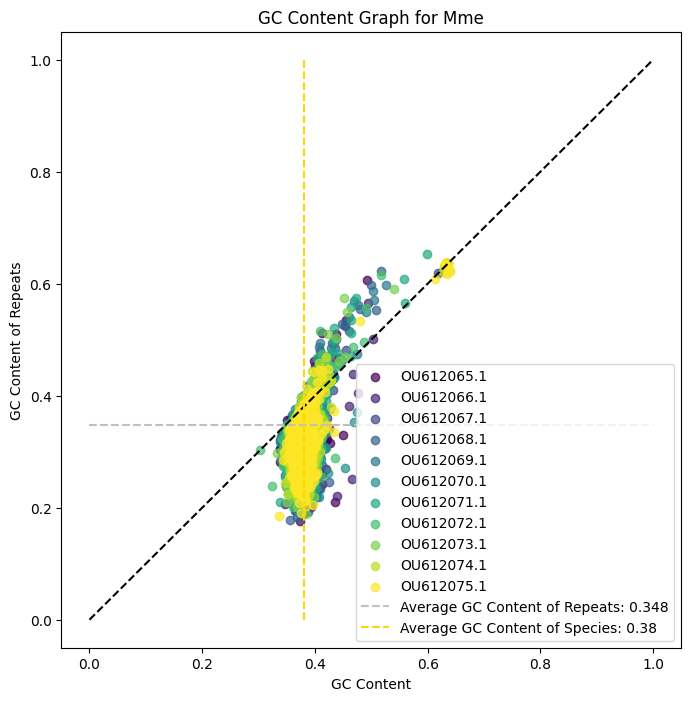 GC Content Graph for Mme
GC Content of Repeats
1.0
0.8
0.6
0.4
0.2
0.0
OU612065.1
OU612066.1
OU612067.1
OU612068.1
OU612069.1
OU612070.1
OU612071.1
OU612072.1
OU612073.1
OU612074.1
OU612075.1
Average GC Content of Repeats: 0.348
Average GC Content of Species: 0.38
0.0 0.2 0.4 0.6 0.8 1.0
GC Content